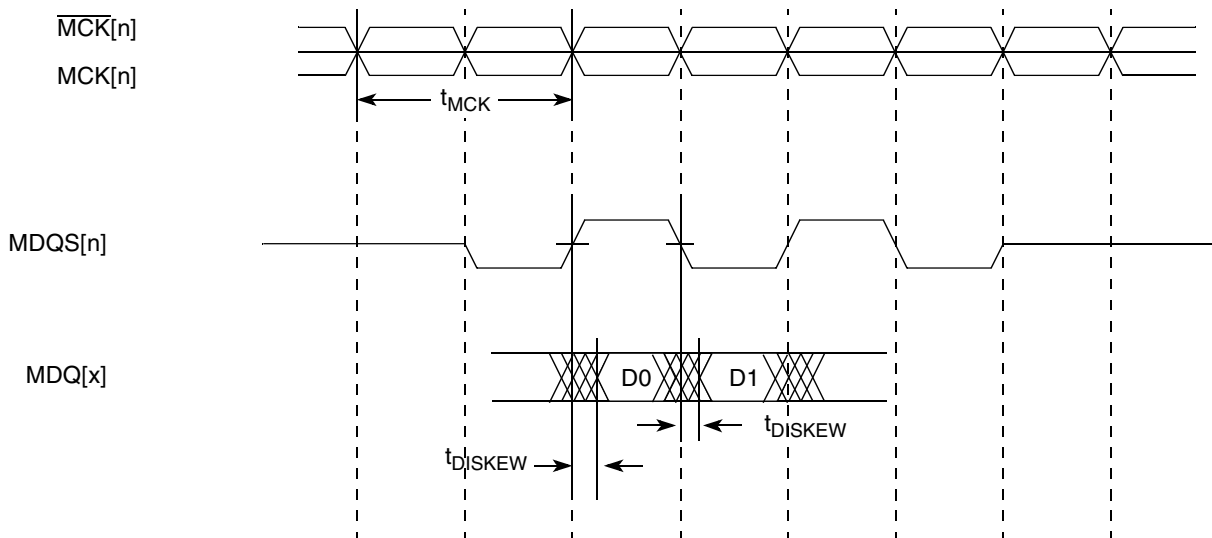 MCK[n]
MCK[n]
tMCK
MDQS[n]
MDQ[x]
D0
D1
tDISKEW
tDISKEW